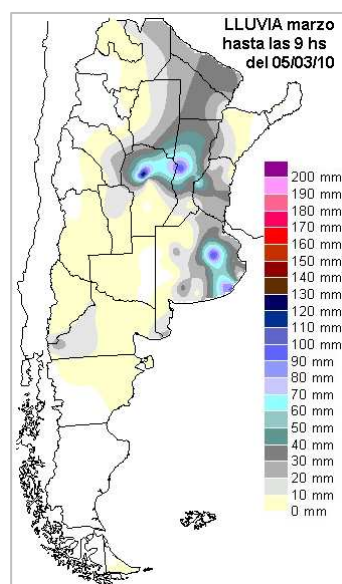 LLUVIA marzo
hasta las 9 hs
del 05/03/10
200 mm
190 mm
180 mm
170 mm
160 mm
150 mm
140 mm
130 mm
120 mm
110 mm
100 mm
90 mm
80 mm
70 mm
60 mm
50 mm
40 mm
30 mm
20 mm
10 mm
0 mm